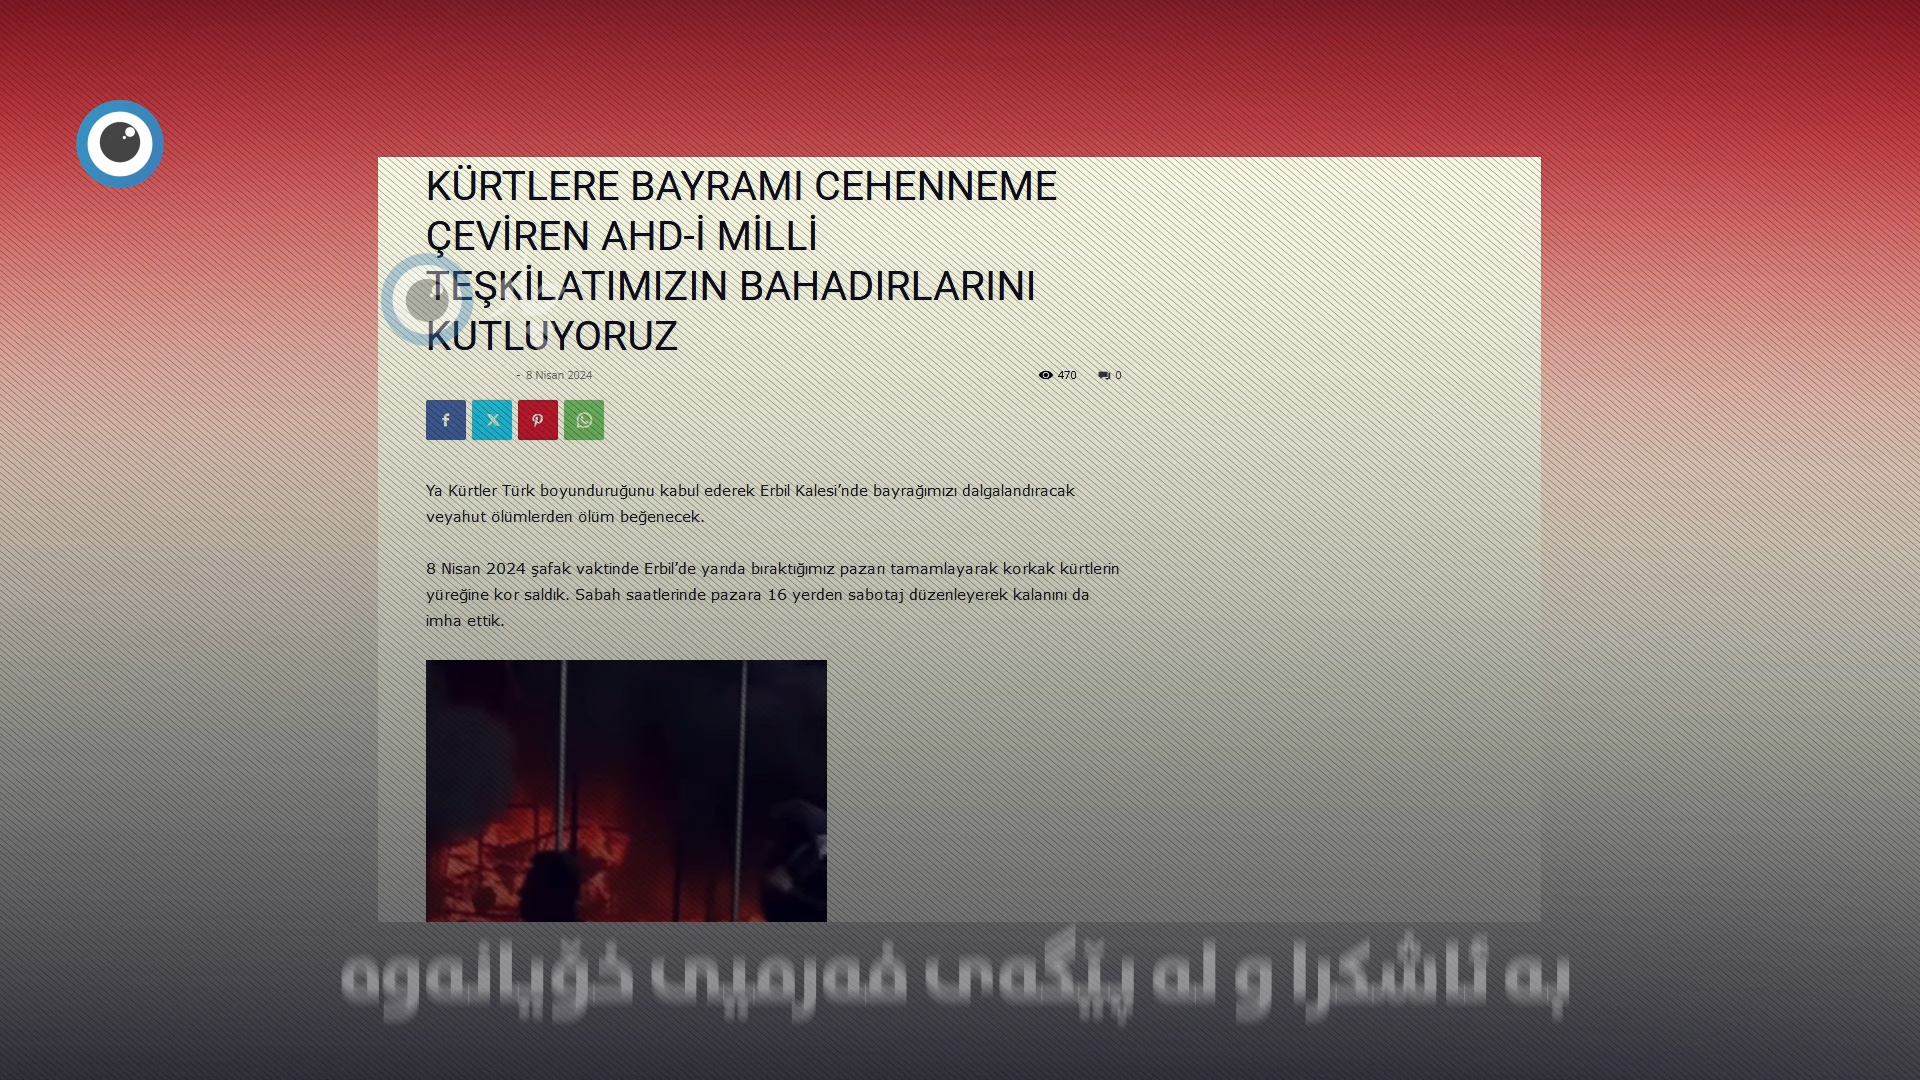 KÜRTLERE BAYRAMI CEHENNEME
ÇEVİREN AHD-İ MİLLİ
TEŞKİLATIMIZIN BAHADIRLARINI
KUTLUYORUZ
- 8 Nisan 2024
470
0
Ya Kürtler Türk boyunduruğunu kabul ederek Erbil Kalesi’nde bayrağımızı dalgalandıracak
veyahut ölümlerden ölüm beğenecek.
8 Nisan 2024 şafak vaktinde Erbil’de yarıda bıraktığımız pazarı tamamlayarak korkak kürtlerin
yüreğine kor saldık. Sabah saatlerinde pazara 16 yerden sabotaj düzenleyerek kalanını da
imha ettik.
بە ئاشکرا و لە پێگەی فەرمیی خۆیانەوە